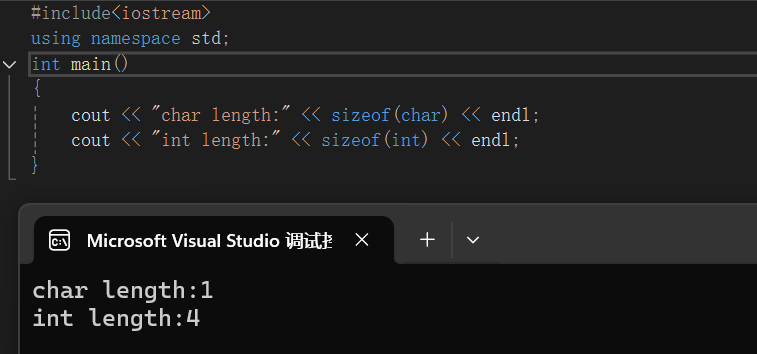 #include<iostream>
using namespace std;
int main()
{
cout << "char length:" << sizeof(char) << endl;
cout << "int length:" << sizeof(int) << endl;
}
Microsoft Visual Studio 调试
char length:1
int length:4